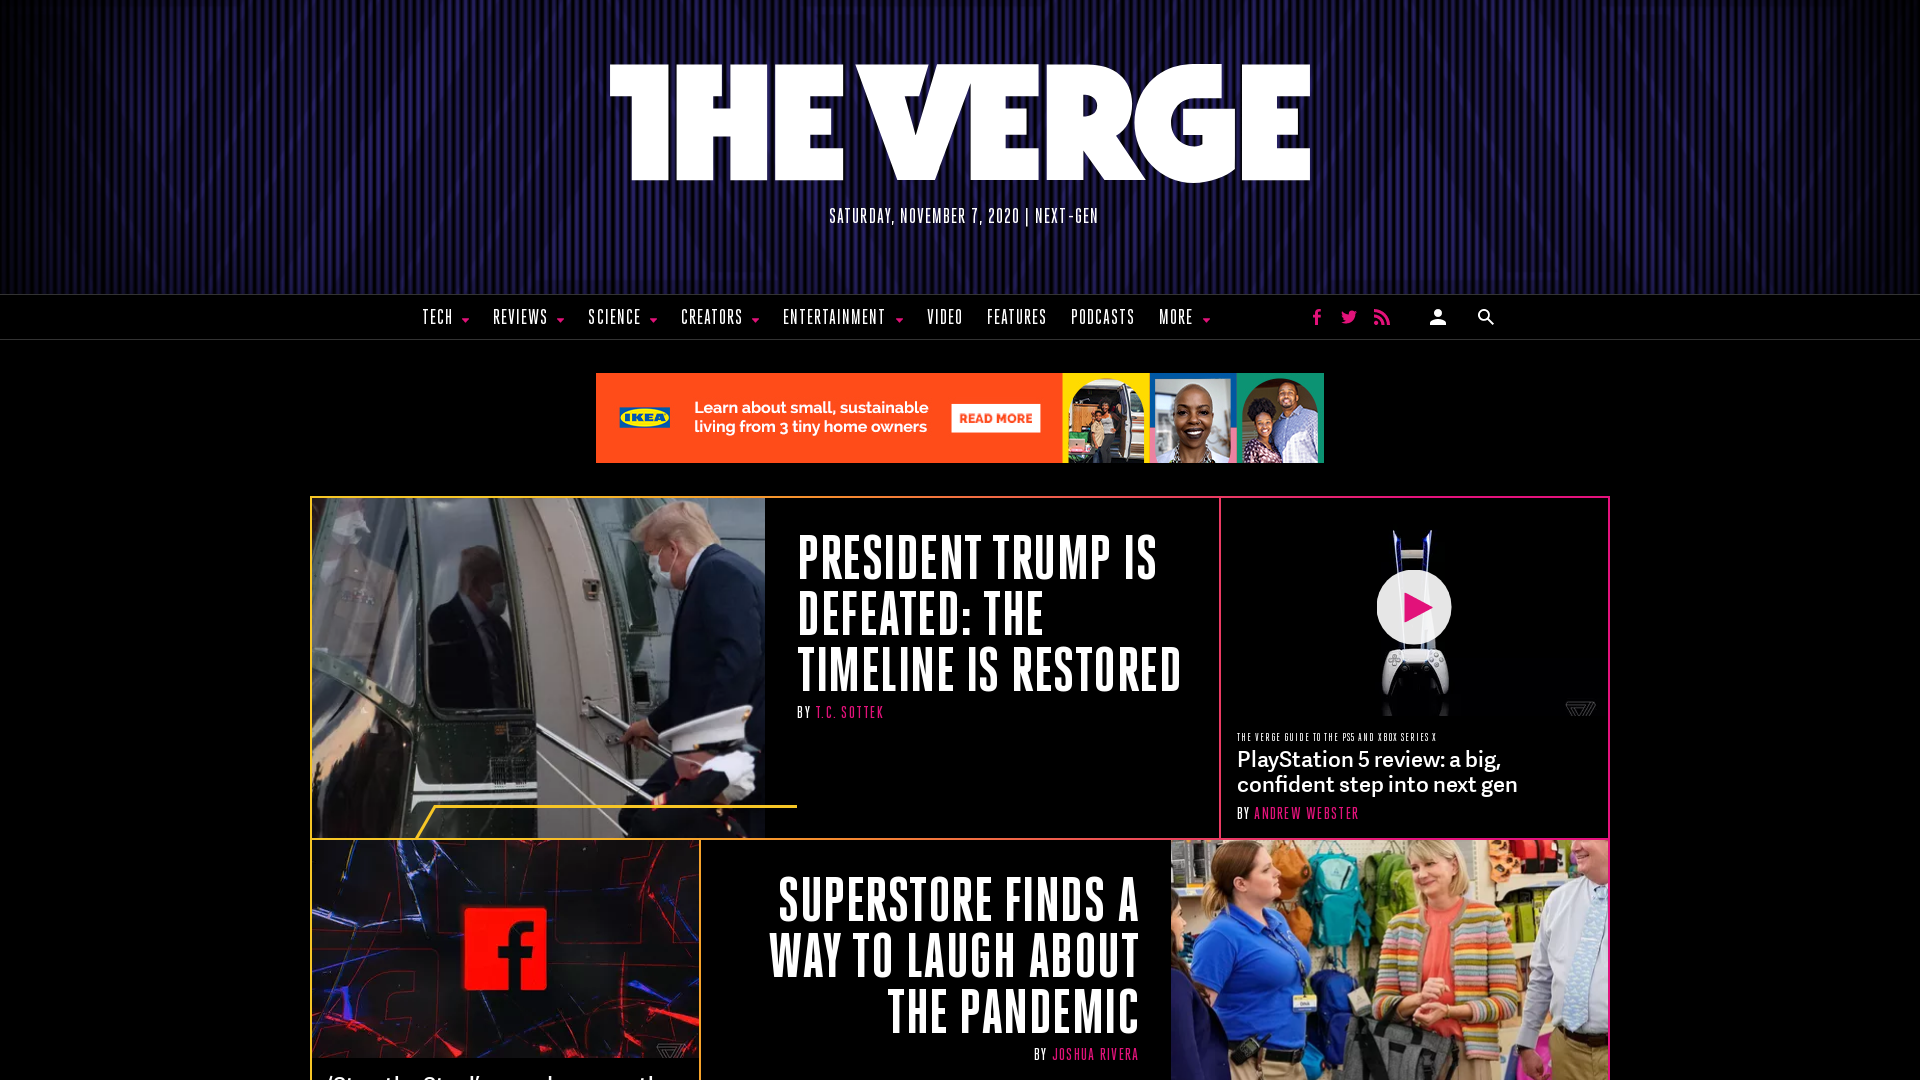 THE VERGE
SATURDAY, NOVEMBER 7, 2020 | NEXT-GEN
TECH REVIEWS SCIENCE CREATORS ENTERTAINMENT VIDEO FEATURES PODCASTS MORE
IKEA
Learn about small, sustainable
living from 3 tiny home owners
READ MORE
PRESIDENT TRUMP IS
DEFEATED: THE
TIMELINE IS RESTORED
BY T.C. SOTTEK
THE VERGE GUIDE TO THE PS5 AND XBOX SERIES X
PlayStation 5 review: a big,
confident step into next gen
BY ANDREW WEBSTER
SUPERSTORE FINDS A
WAY TO LAUGH ABOUT
THE PANDEMIC
BY JOSHUA RIVERA